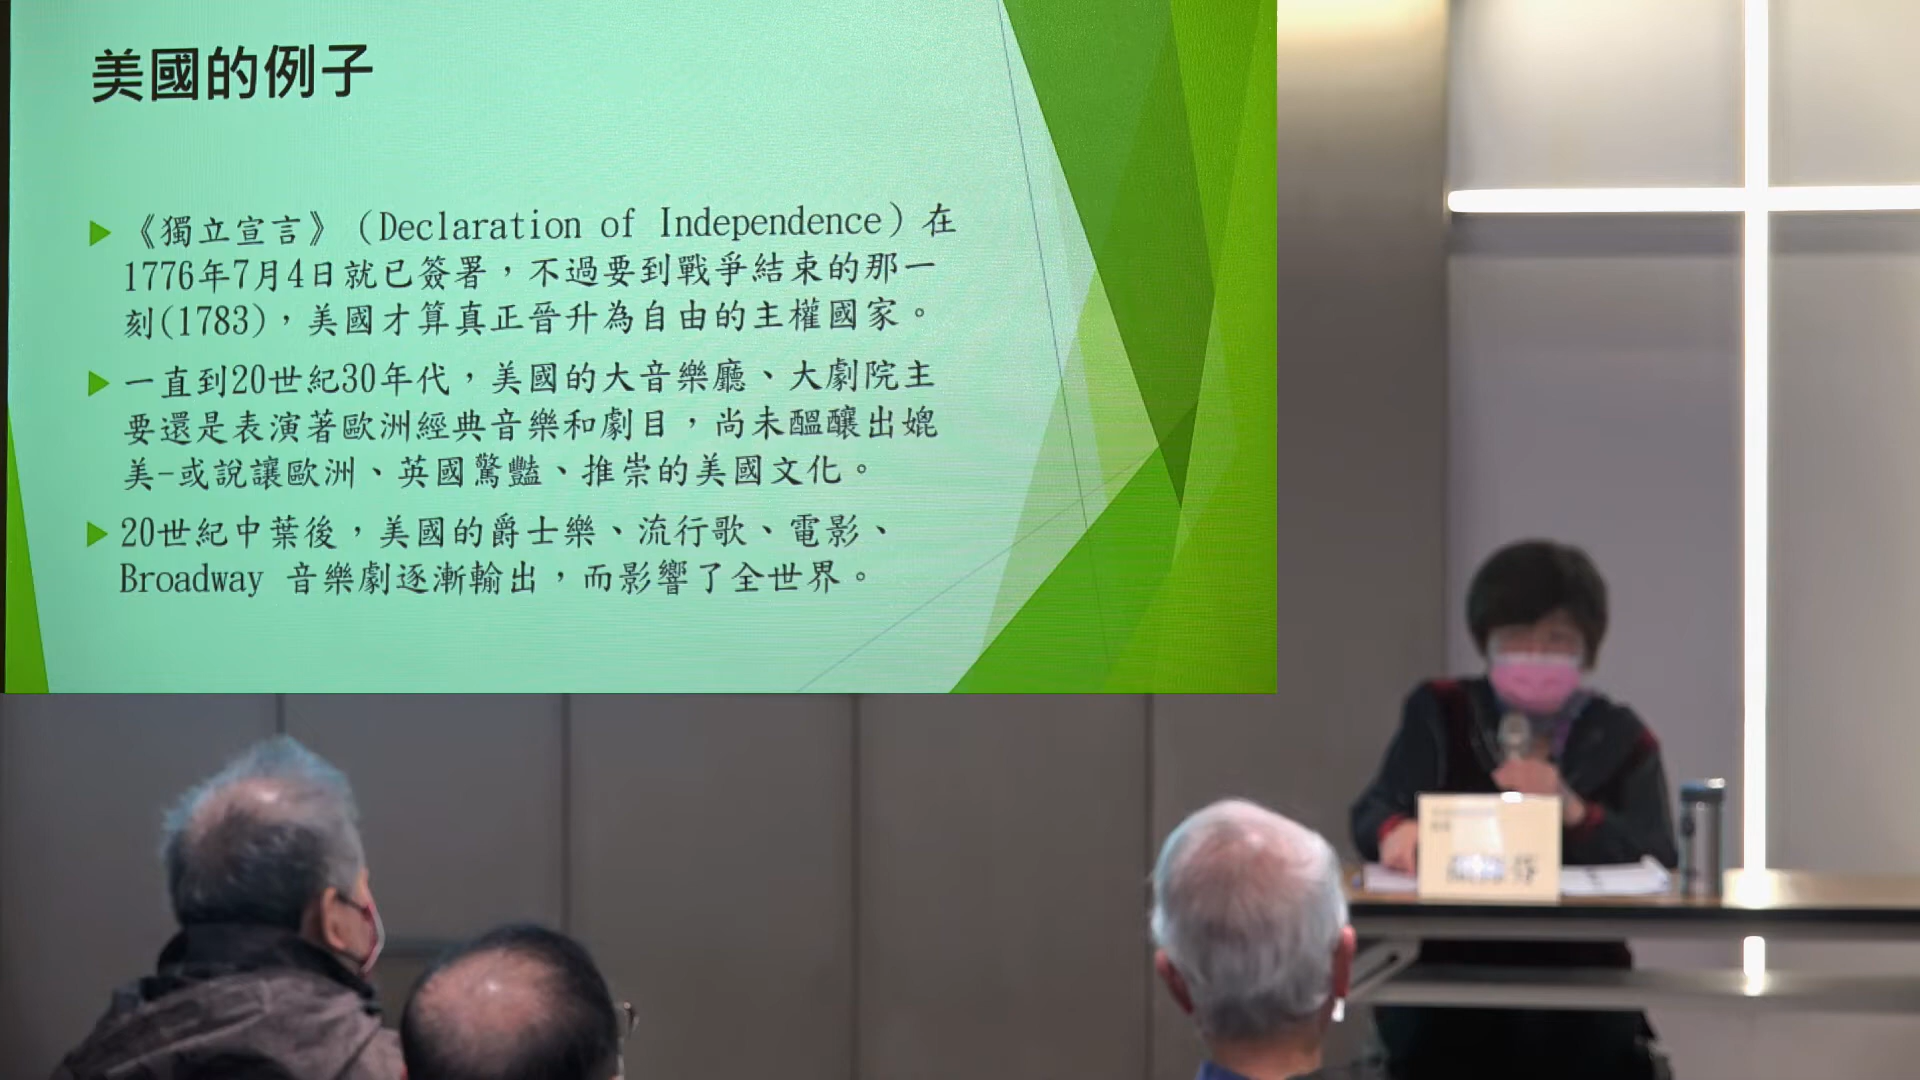 美國的例子
《獨立宣言》（Declaration of Independence）在
1776年7月4日就已簽署，不過要到戰爭結束的那一
刻(1783)，美國才算真正晉升為自由的主權國家。
一直到20世紀30年代，美國的大音樂廳、大劇院主
要還是表演著歐洲經典音樂和劇目，尚未醞釀出媲
美-或說讓歐洲、英國驚豔、推崇的美國文化。
20世紀中葉後，美國的爵士樂、流行歌、電影、
Broadway 音樂劇逐漸輸出，而影響了全世界。